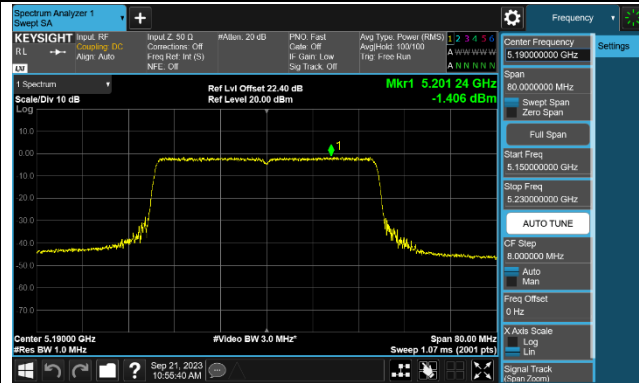 Spectrum Analyzer 1
Swept SA
Frequency
KEYSIGHT
RL
LXI
Input: RF
Coupling: DC
Align: Auto
Input Z: 50 Ω
Corrections: Off
Freq Ref: Int (S)
NFE: Off
#Atten: 20 dB
PNO: Fast
Gate: Off
IF Gain: Low
Sig Track: Off
Avg Type: Power (RMS)
Avg|Hold: 100/100
Trig: Free Run
1 2 3 4 5 6
A W W W W W
A N N N N N
Center Frequency
5.190000000 GHz
Settings
Span
80.0000000 MHz
Swept Span
Zero Span
Full Span
Start Freq
5.150000000 GHz
Stop Freq
5.230000000 GHz
AUTO TUNE
CF Step
8.000000 MHz
Auto
Man
Freq Offset
0 Hz
X Axis Scale
Log
Lin
Signal Track
(Span Zoom)
1 Spectrum
Scale/Div 10 dB
Log
Ref Lvl Offset 22.40 dB
Ref Level 20.00 dBm
Mkr1 5.201 24 GHz
-1.406 dBm
1
10.0
0.00
-10.0
-20.0
-30.0
-40.0
-50.0
-60.0
-70.0
Center 5.19000 GHz
#Res BW 1.0 MHz
#Video BW 3.0 MHz*
Span 80.00 MHz
Sweep 1.07 ms (2001 pts)
?
Sep 21, 2023
10:55:40 AM